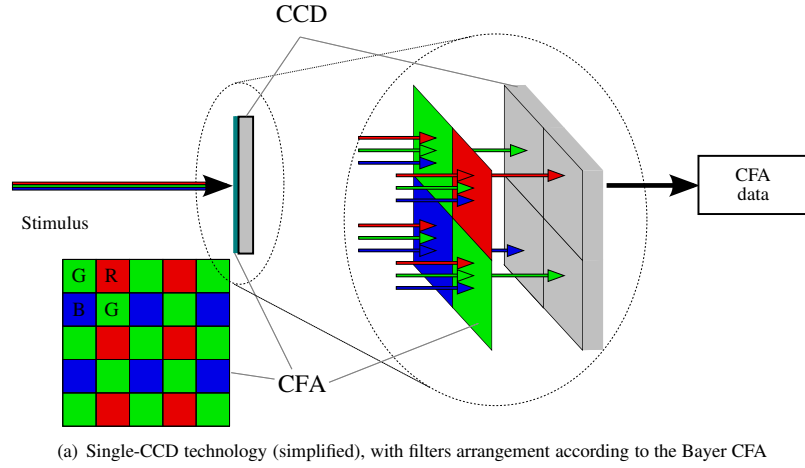 CCD
CFA
data
Stimulus
G R
B G
CFA
(a) Single-CCD technology (simplified), with filters arrangement according to the Bayer CFA